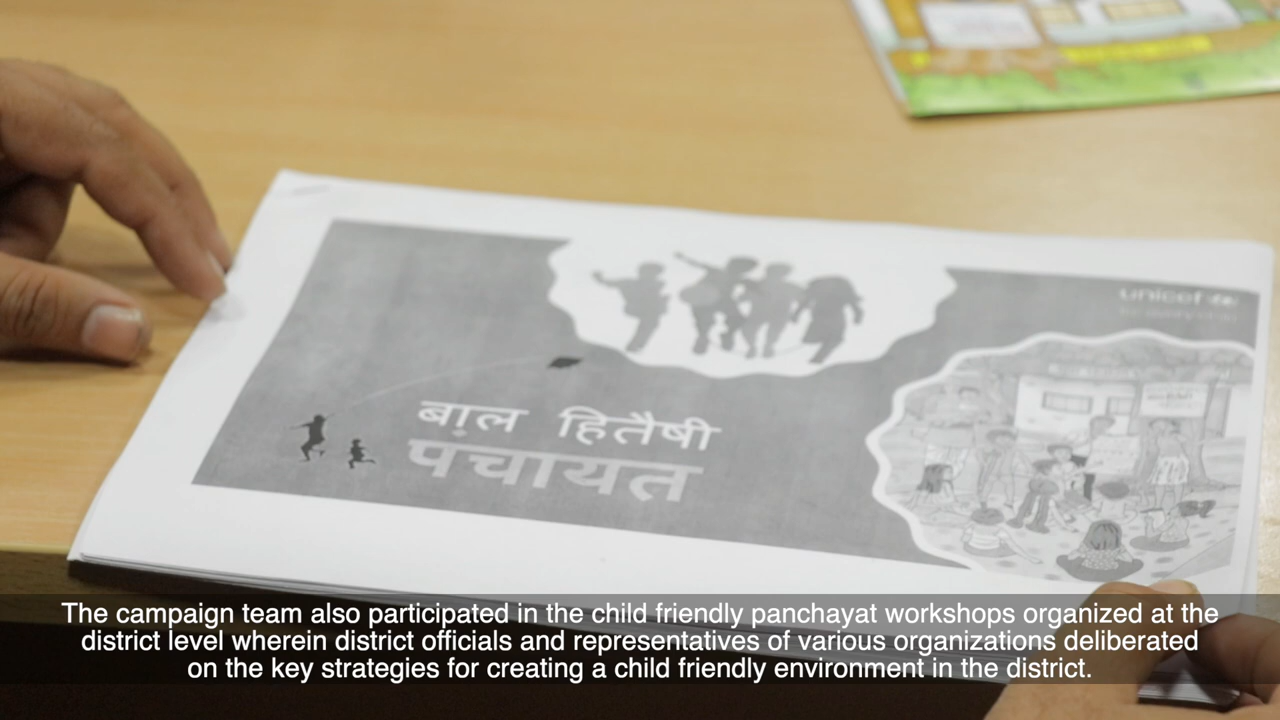 unicef
बाल हितैषी
पचायत
The campaign team also participated in the child friendly panchayat workshops organized at the
district level wherein district officials and representatives of various organizations deliberated
on the key strategies for creating a child friendly environment in the district.